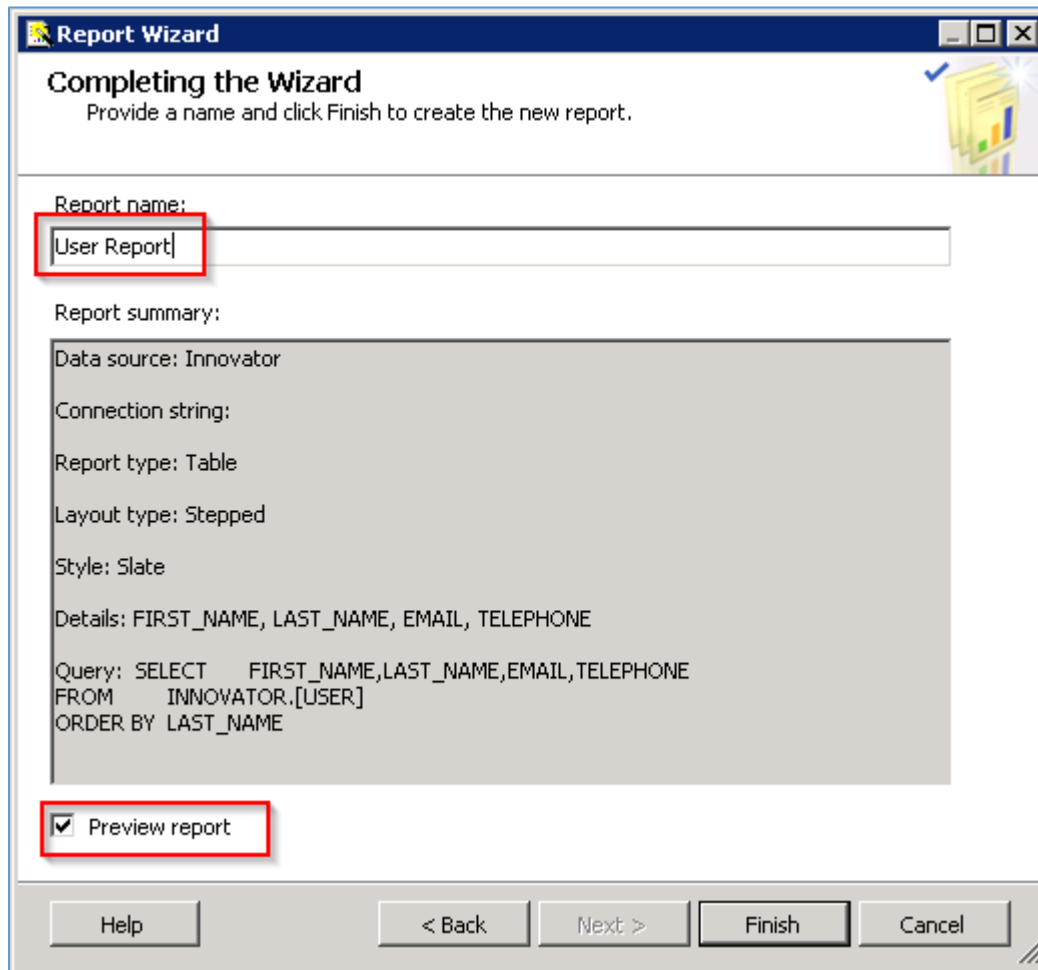 Report Wizard
Completing the Wizard
Provide a name and click Finish to create the new report.
Report name:
User Report
Report summary:
Data source: Innovator
Connection string:
Report type: Table
Layout type: Stepped
Style: Slate
Details: FIRST_NAME, LAST_NAME, EMAIL, TELEPHONE
Query: SELECT FIRST_NAME,LAST_NAME,EMAIL,TELEPHONE
FROM INNOVATOR.[USER]
ORDER BY LAST_NAME
Preview report
Help < Back Next > Finish Cancel